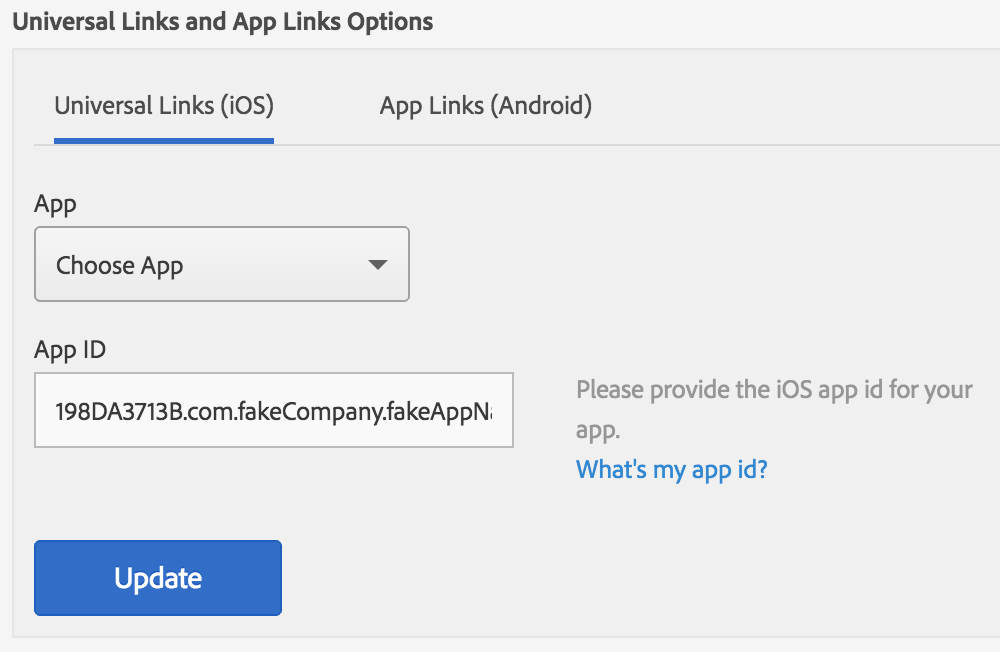 Universal Links and App Links Options
Universal Links (iOS) App Links (Android)
App
Choose App
App ID
198DA3713B.com.fakeCompany.fakeAppN
Please provide the iOS app id for your
app.
What's my app id?
Update